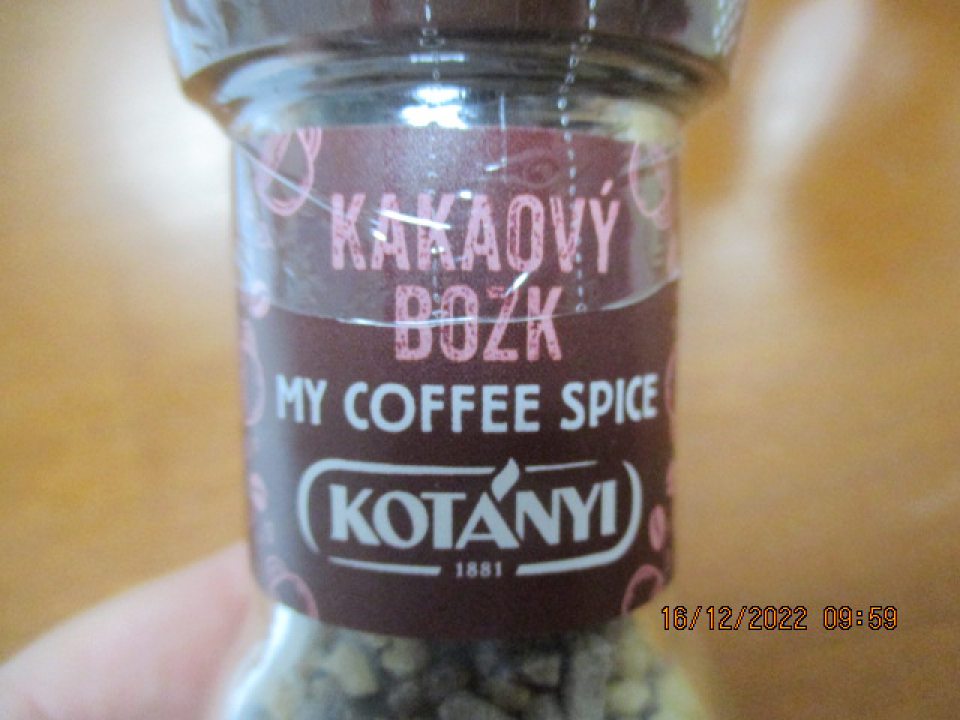 KAKAOVÝ
BOZK
MY COFFEE SPICE
KOTÁNYI
1881
16/12/2022 09:59